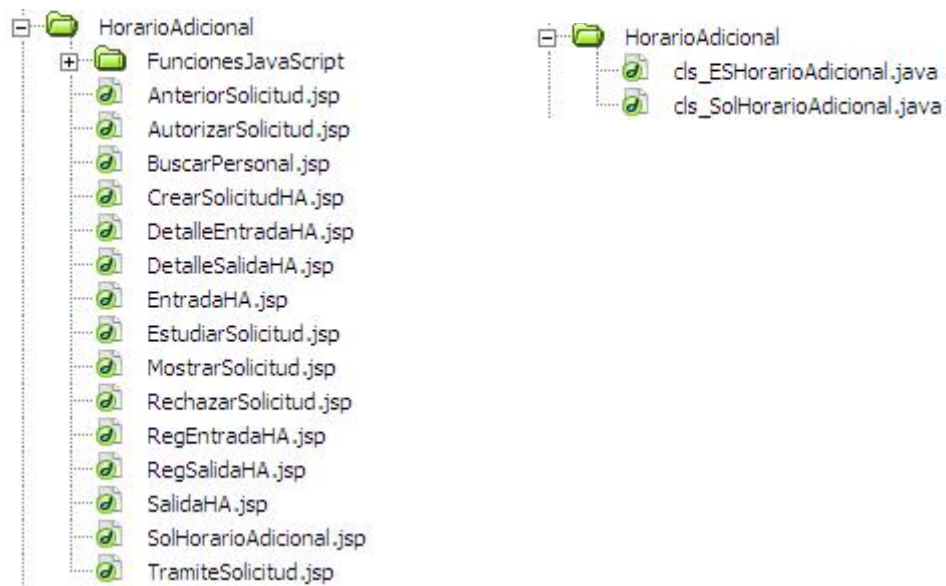 HorarioAdicional
FuncionesJavaScript
AnteriorSolicitud.jsp
AutorizarSolicitud.jsp
BuscarPersonal.jsp
CrearSolicitudHA.jsp
DetalleEntradaHA.jsp
DetalleSalidaHA.jsp
EntradaHA.jsp
EstudiarSolicitud.jsp
MostrarSolicitud.jsp
RechazarSolicitud.jsp
RegEntradaHA.jsp
RegSalidaHA.jsp
SalidaHA.jsp
SolHorarioAdicional.jsp
TramiteSolicitud.jsp
HorarioAdicional
cls_ESHorarioAdicional.java
cls_SolHorarioAdicional.java